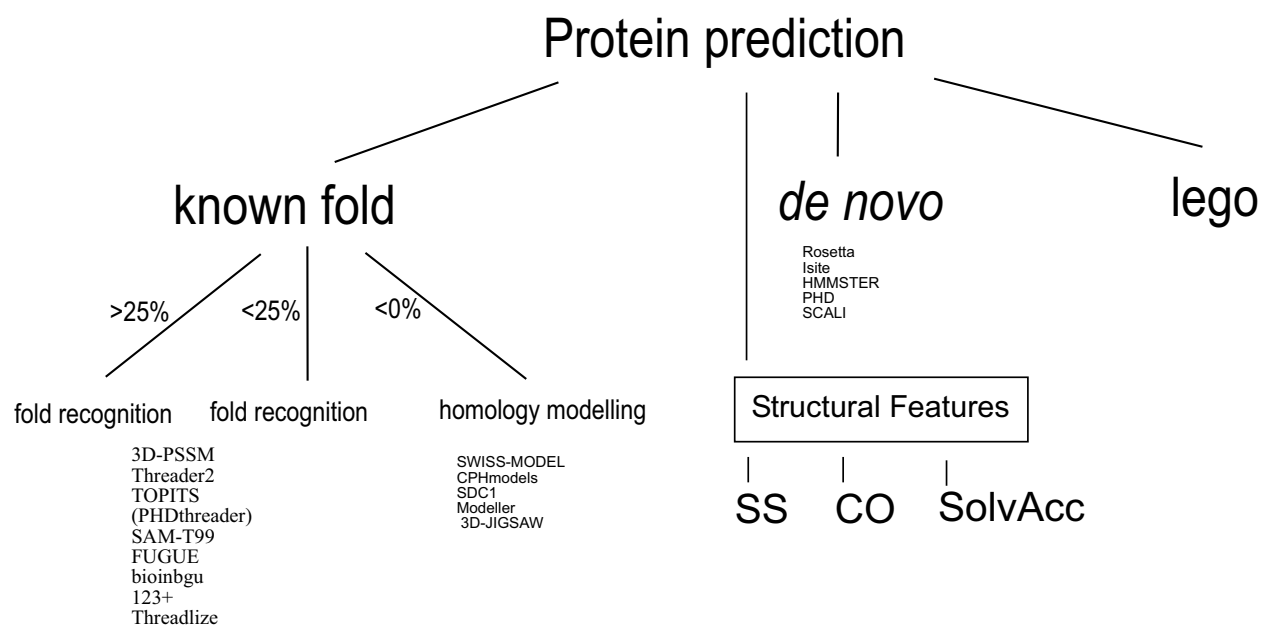 Protein prediction
known fold
de novo
lego
Rosetta
Isite
HMMSTER
PHD
SCALI
>25%
<25%
<0%
fold recognition
fold recognition
homology modelling
Structural Features
3D-PSSM
Threader2
TOPITS
(PHDthreader)
SAM-T99
FUGUE
bioinbgu
123+
Threadlize
SWISS-MODEL
CPHmodels
SDC1
Modeller
3D-JIGSAW
SS
CO
SolvAcc